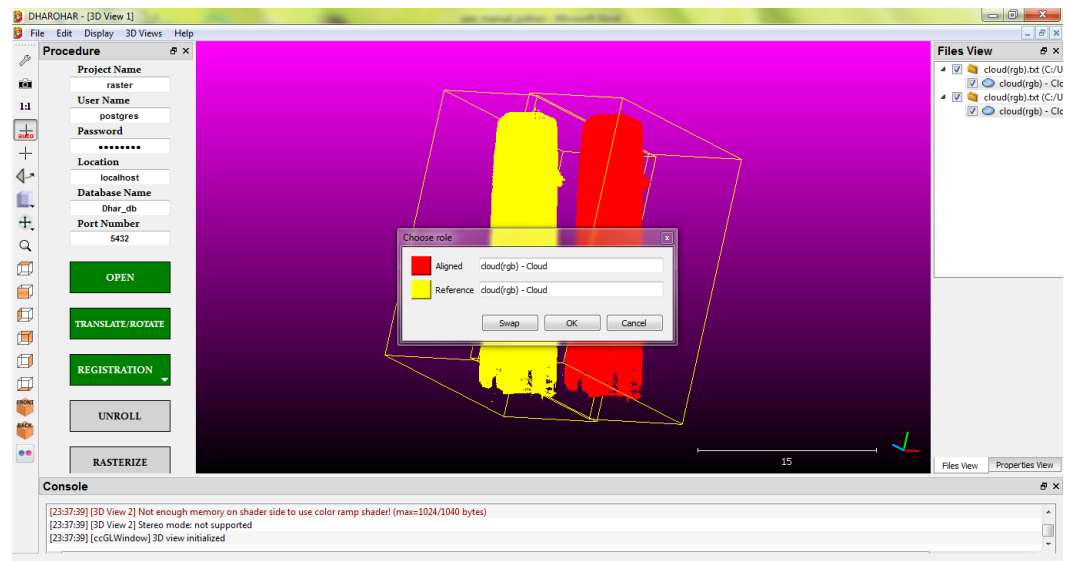 DHAROHAR - [3D View 1]
File Edit Display 3D Views Help
Procedure
Project Name
raster
User Name
postgres
Password
••••••••
Location
localhost
Database Name
Dhar_db
Port Number
5432
OPEN
TRANSLATE/ROTATE
REGISTRATION
UNROLL
RASTERIZE
1:1
auto
FRONT
BACK
Choose role
Aligned cloud(rgb) - Cloud
Reference cloud(rgb) - Cloud
Swap OK Cancel
15
Files View
cloud(rgb).txt (C:/U
cloud(rgb) - Clo
cloud(rgb).txt (C:/U
cloud(rgb) - Clo
Files View Properties View
Console
[23:37:39] [3D View 2] Not enough memory on shader side to use color ramp shader! (max=1024/1040 bytes)
[23:37:39] [3D View 2] Stereo mode: not supported
[23:37:39] [ccGLWindow] 3D view initialized